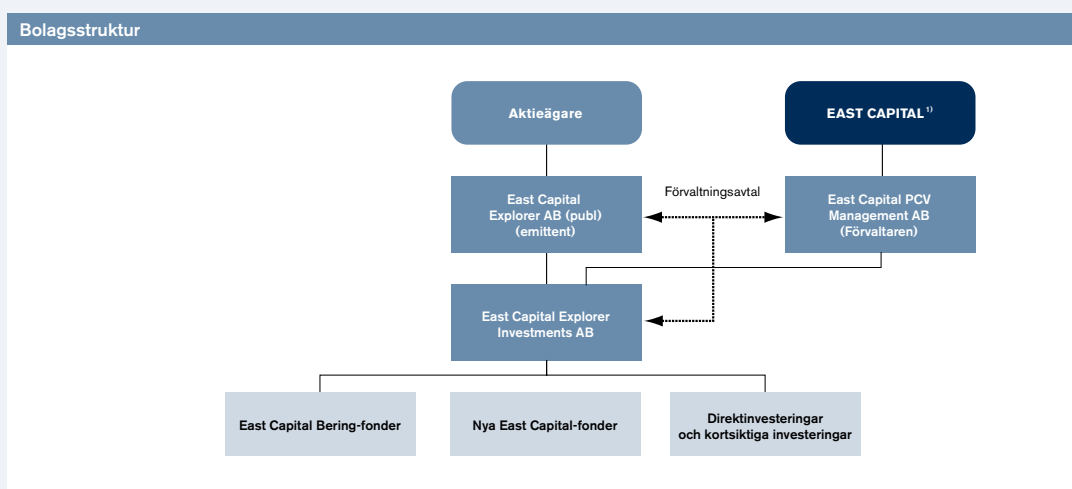 Bolagsstruktur
Aktieägare
EAST CAPITAL 1)
East Capital
Explorer AB (publ)
(emittent)
Förvaltningsavtal
East Capital PCV
Management AB
(Förvaltaren)
East Capital Explorer
Investments AB
East Capital Bering-fonder
Nya East Capital-fonder
Direktinvesteringar
och kortsiktiga investeringar